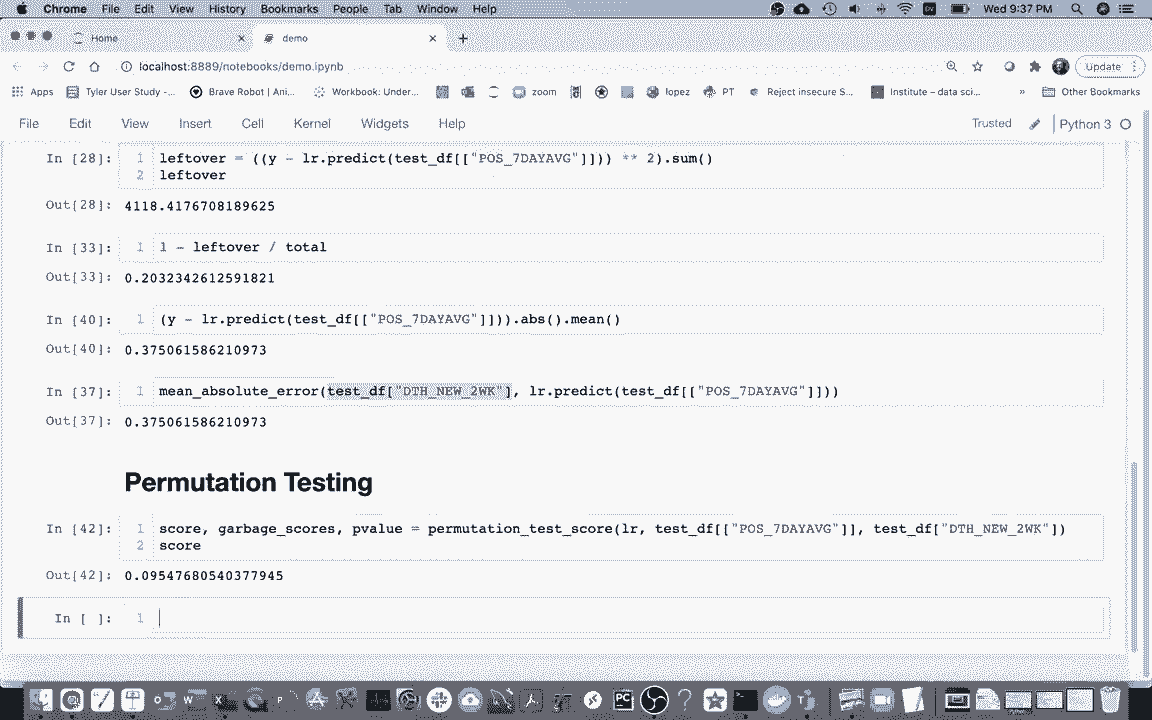 Chrome File Edit View History Bookmarks People Tab Window Help Wed 9:37 PM
Home demo
localhost:8889/notebooks/demo.ipynb Update
Apps Tyler User Study -... Brave Robot | Ani... Workbook: Under... zoom lopez PT Reject insecure S... Institute – data sci... » Other Bookmarks
File Edit View Insert Cell Kernel Widgets Help Trusted Python 3
In [28]: 1 leftover = ((y - lr.predict(test_df[["POS_7DAYAVG"]])) ** 2).sum()
2 leftover
Out[28]: 4118.4176708189625
In [33]: 1 1 - leftover / total
Out[33]: 0.2032342612591821
In [40]: 1 (y - lr.predict(test_df[["POS_7DAYAVG"]])).abs().mean()
Out[40]: 0.375061586210973
In [37]: 1 mean_absolute_error(test_df["DTH_NEW_2WK"], lr.predict(test_df[["POS_7DAYAVG"]]))
Out[37]: 0.375061586210973
Permutation Testing
In [42]: 1 score, garbage_scores, pvalue = permutation_test_score(lr, test_df[["POS_7DAYAVG"]], test_df["DTH_NEW_2WK"])
2 score
Out[42]: 0.09547680540377945
In [ ]: 1